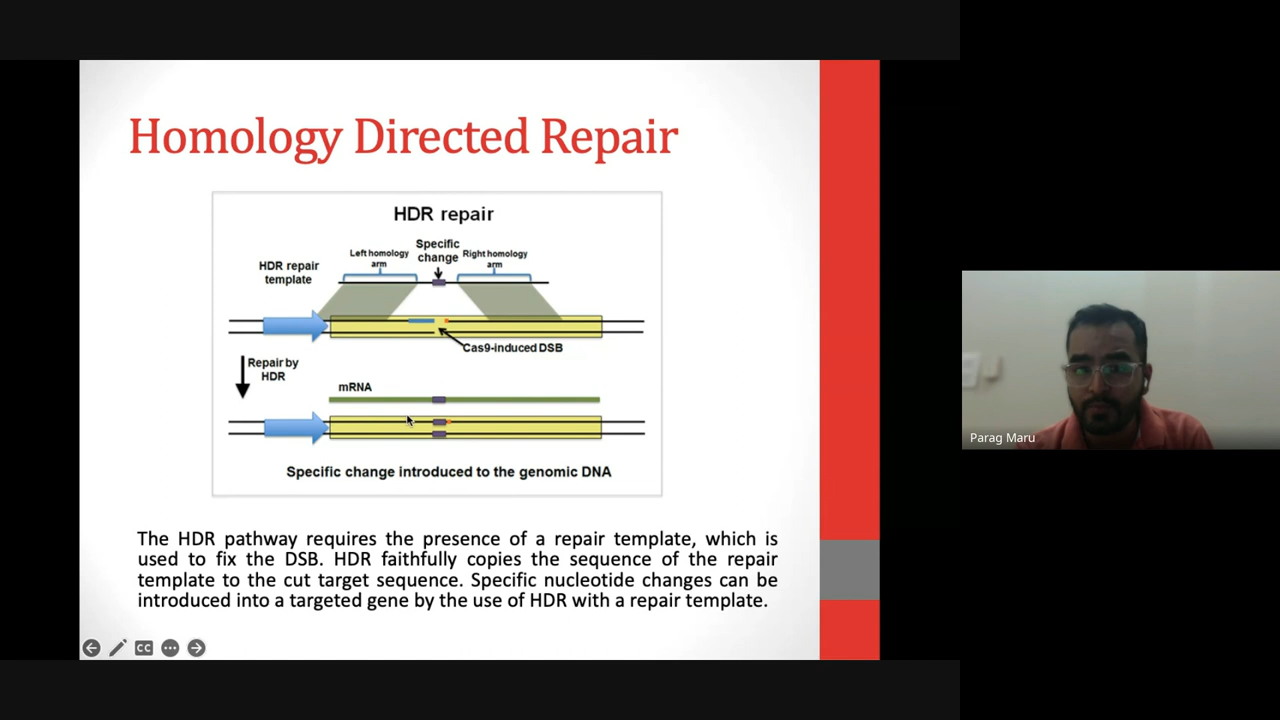 Homology Directed Repair
HDR repair
Specific
change
Left homology
arm
Right homology
arm
HDR repair
template
Cas9-induced DSB
Repair by
HDR
mRNA
Specific change introduced to the genomic DNA
The HDR pathway requires the presence of a repair template, which is
used to fix the DSB. HDR faithfully copies the sequence of the repair
template to the cut target sequence. Specific nucleotide changes can be
introduced into a targeted gene by the use of HDR with a repair template.
CC
Parag Maru